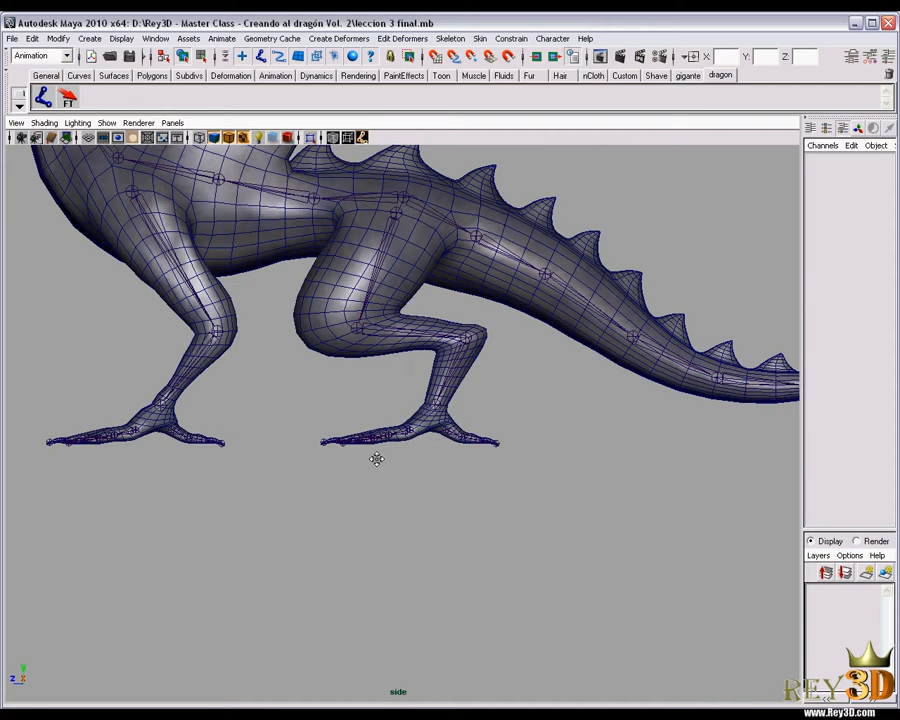 Autodesk Maya 2010 x64: D:\Rey3D - Master Class - Creando al dragón Vol. 2\leccion 3 final.mb
File Edit Modify Create Display Window Assets Animate Geometry Cache Create Deformers Edit Deformers Skeleton Skin Constrain Character Help
Animation X: Y: Z:
General Curves Surfaces Polygons Subdivs Deformation Animation Dynamics Rendering PaintEffects Toon Muscle Fluids Fur Hair nCloth Custom Shave gigante dragon
FT
View Shading Lighting Show Renderer Panels
Channels Edit Object
Display Render
Layers Options Help
y
z x
side
REY3D
www.Rey3D.com